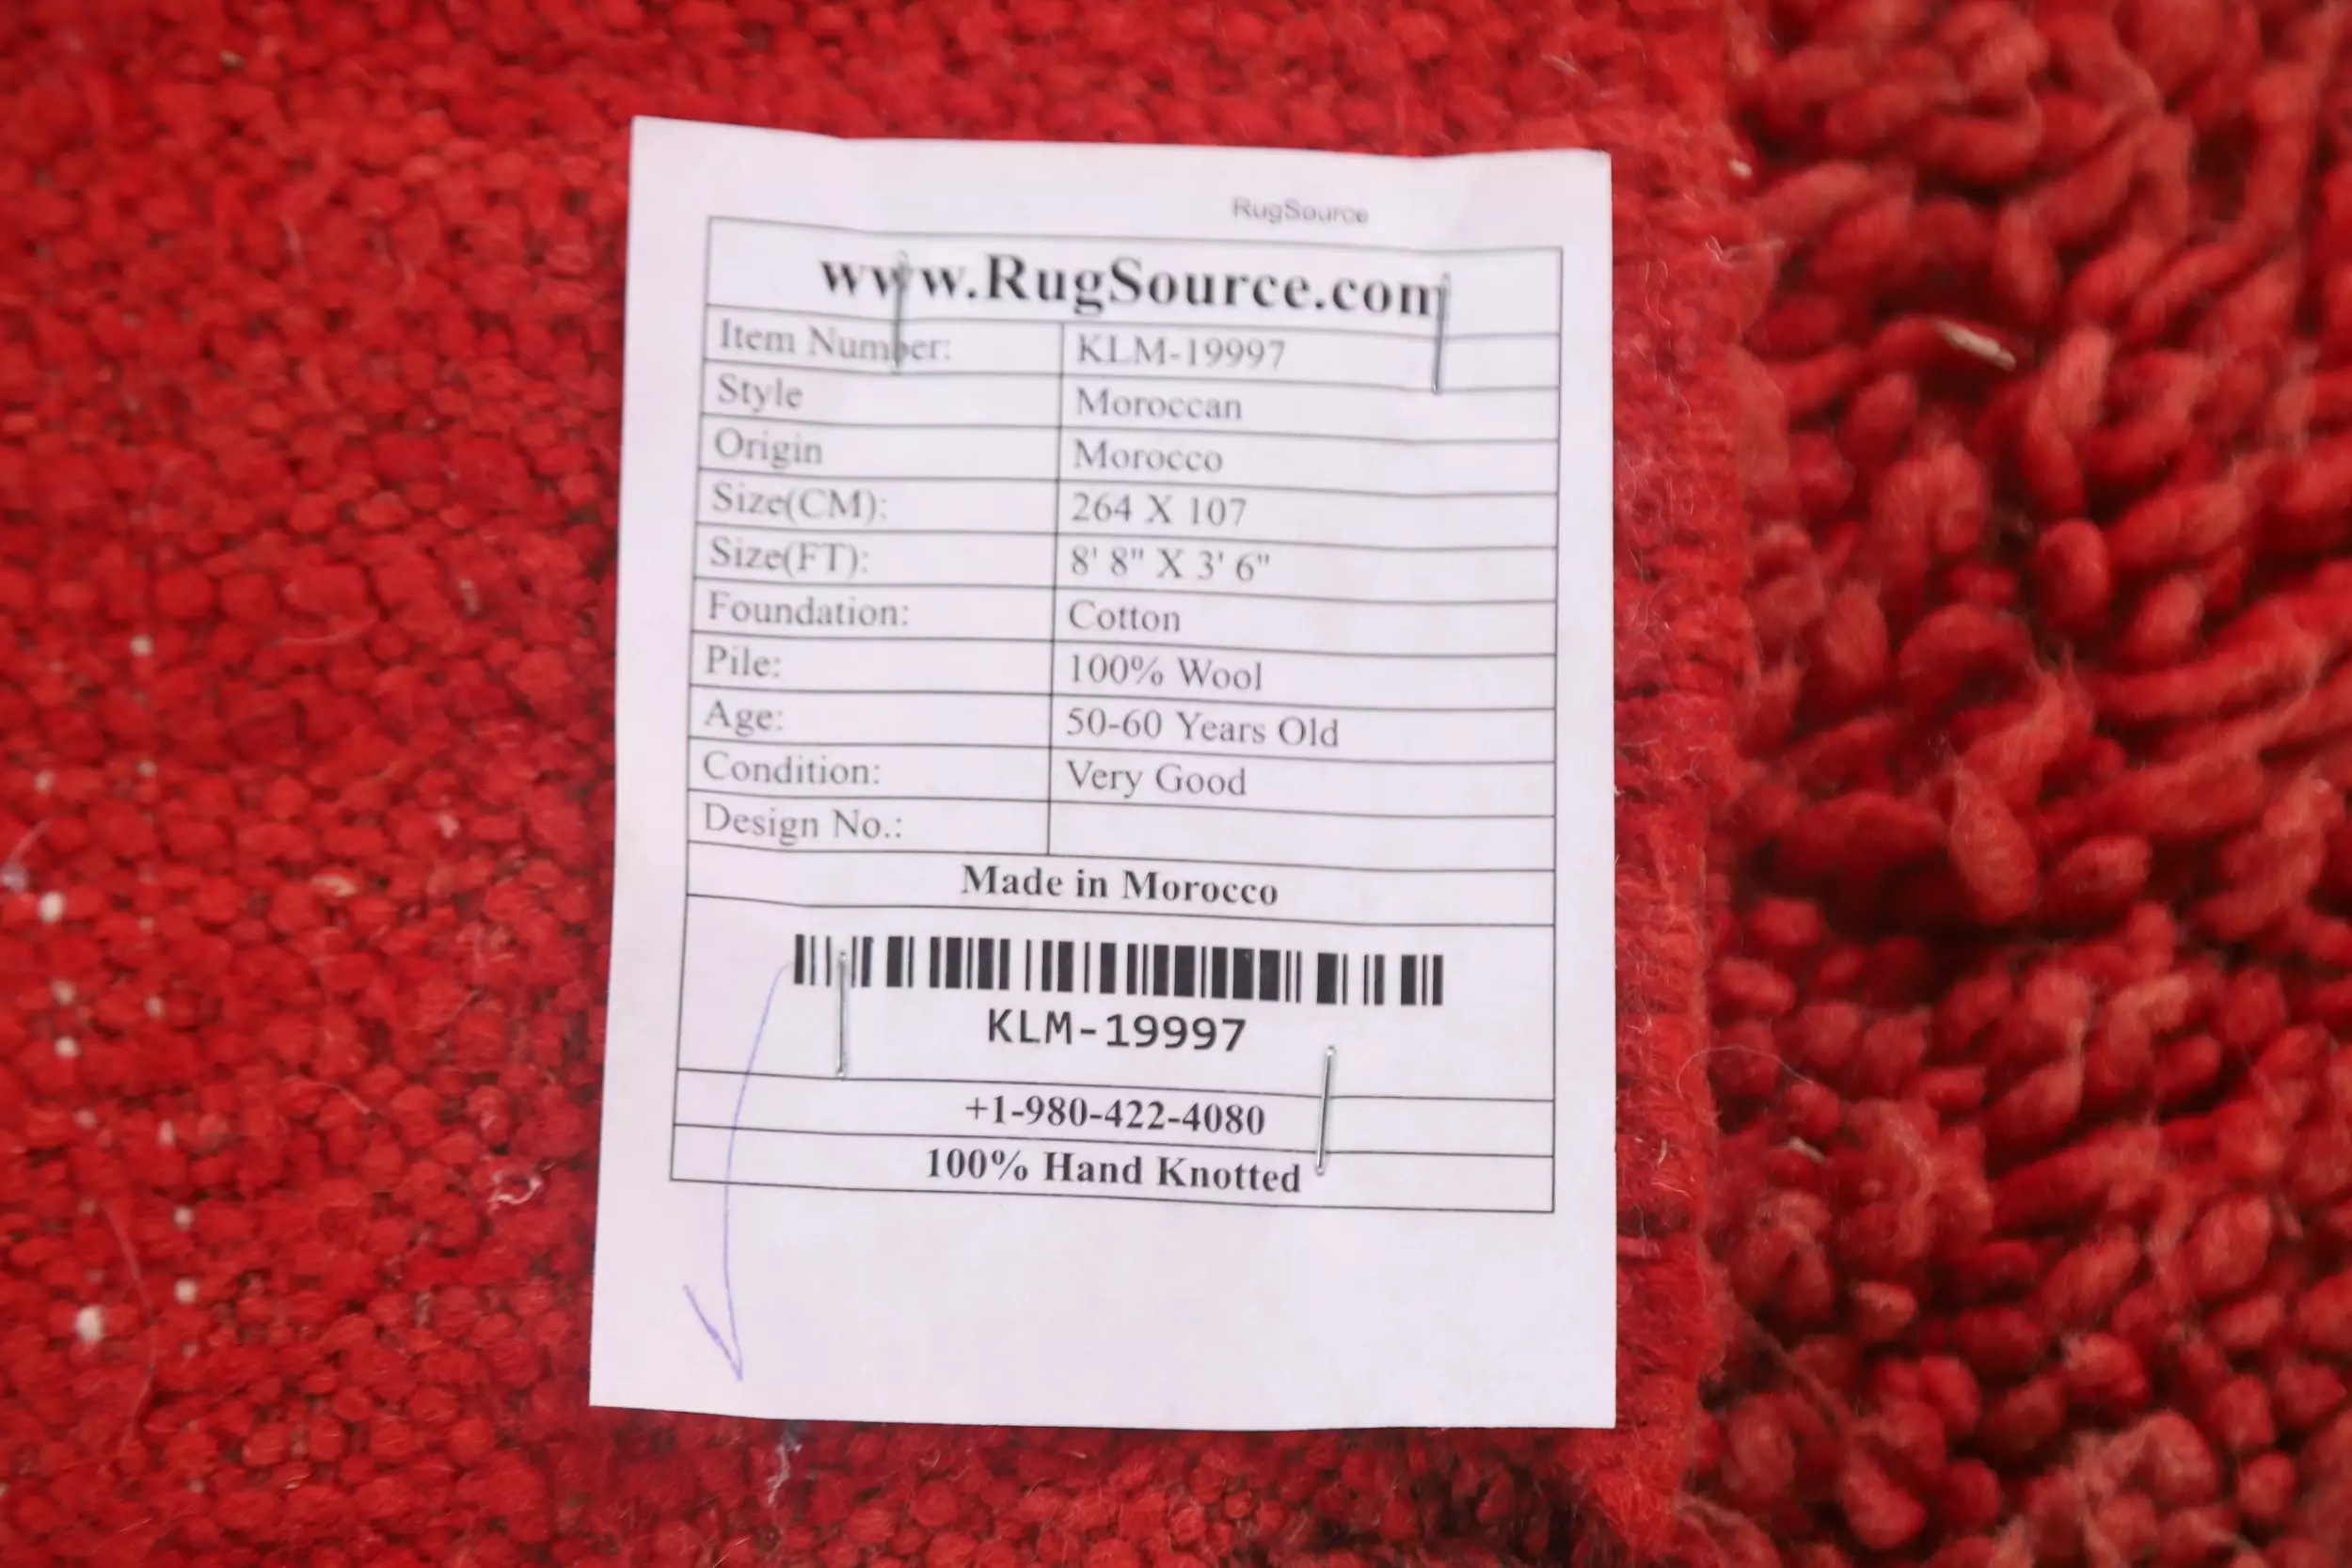 RugSource
www.RugSource.com
Item Number: KLM-19997
Style Moroccan
Origin Morocco
Size(CM): 264 X 107
Size(FT): 8' 8" X 3' 6"
Foundation: Cotton
Pile: 100% Wool
Age: 50-60 Years Old
Condition: Very Good
Design No.:
Made in Morocco
KLM-19997
+1-980-422-4080
100% Hand Knotted